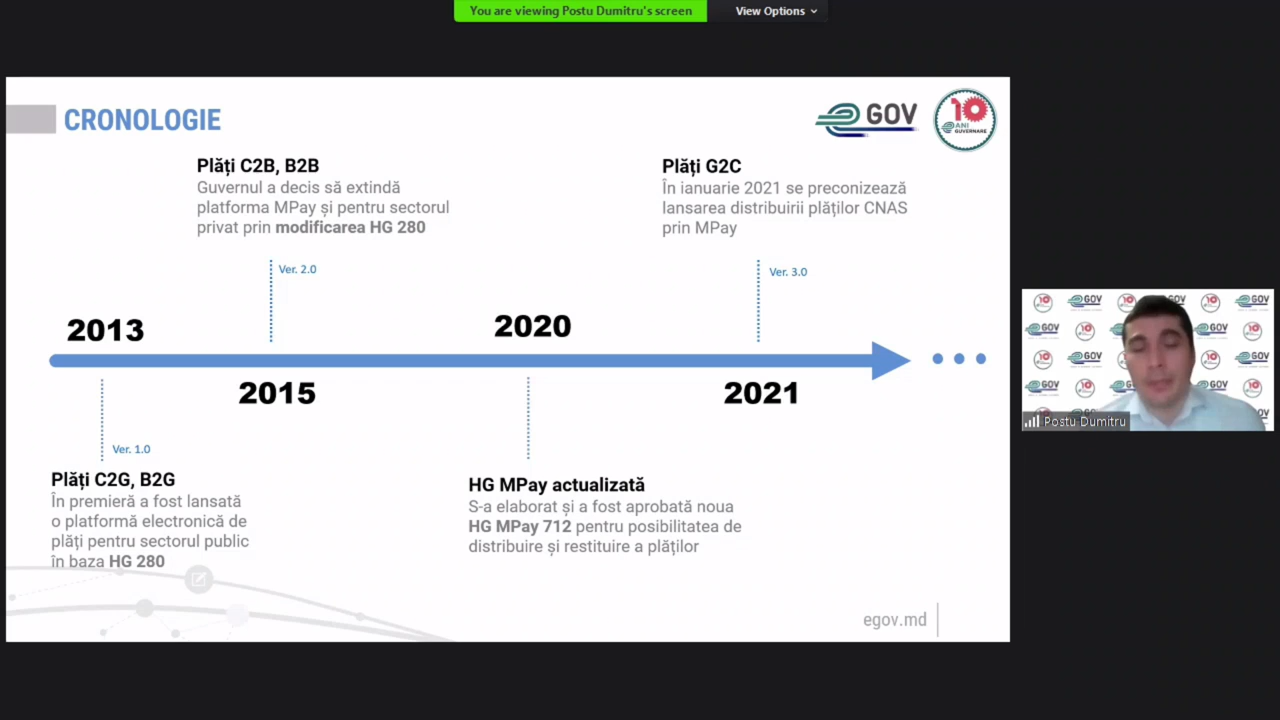 You are viewing Postu Dumitru's screen
View Options
CRONOLOGIE
GOV
10
ANI
GUVERNARE
Plăți C2B, B2B
Guvernul a decis să extindă
platforma MPay și pentru sectorul
privat prin modificarea HG 280
Plăți G2C
În ianuarie 2021 se preconizează
lansarea distribuirii plăților CNAS
prin MPay
Ver. 2.0
Ver. 3.0
2013
2020
2015
2021
Ver. 1.0
Plăți C2G, B2G
În premieră a fost lansată
o platformă electronică de
plăți pentru sectorul public
în baza HG 280
HG MPay actualizată
S-a elaborat și a fost aprobată noua
HG MPay 712 pentru posibilitatea de
distribuire și restituire a plăților
egov.md
Postu Dumitru